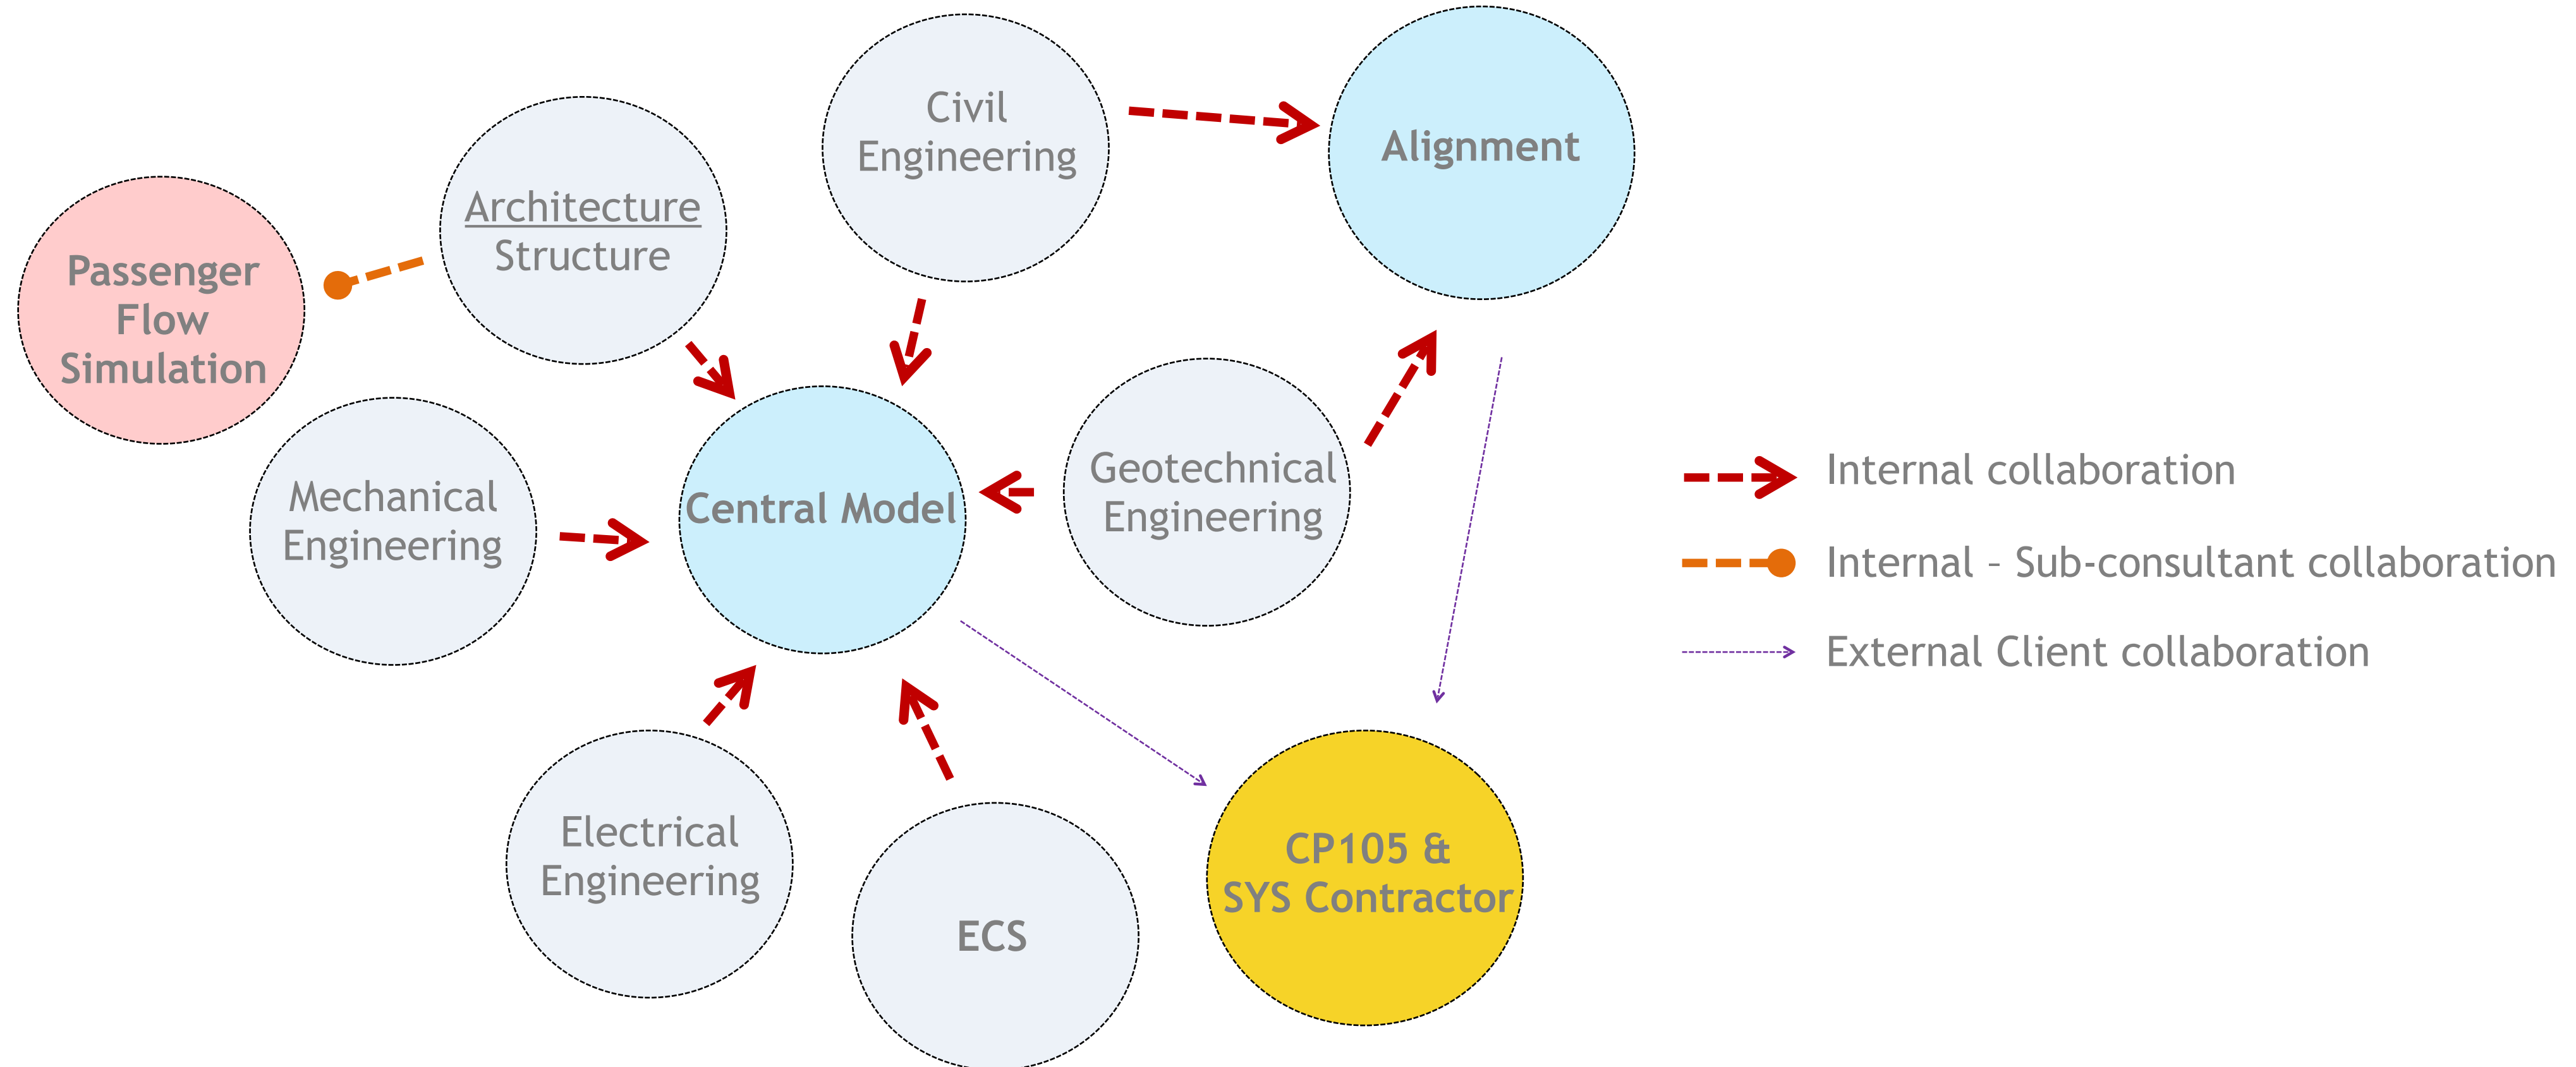 Civil
Engineering
Alignment
Architecture
Structure
Passenger
Flow
Simulation
Mechanical
Engineering
Central Model
Geotechnical
Engineering
Internal collaboration
Internal – Sub-consultant collaboration
External Client collaboration
Electrical
Engineering
ECS
CP105 &
SYS Contractor